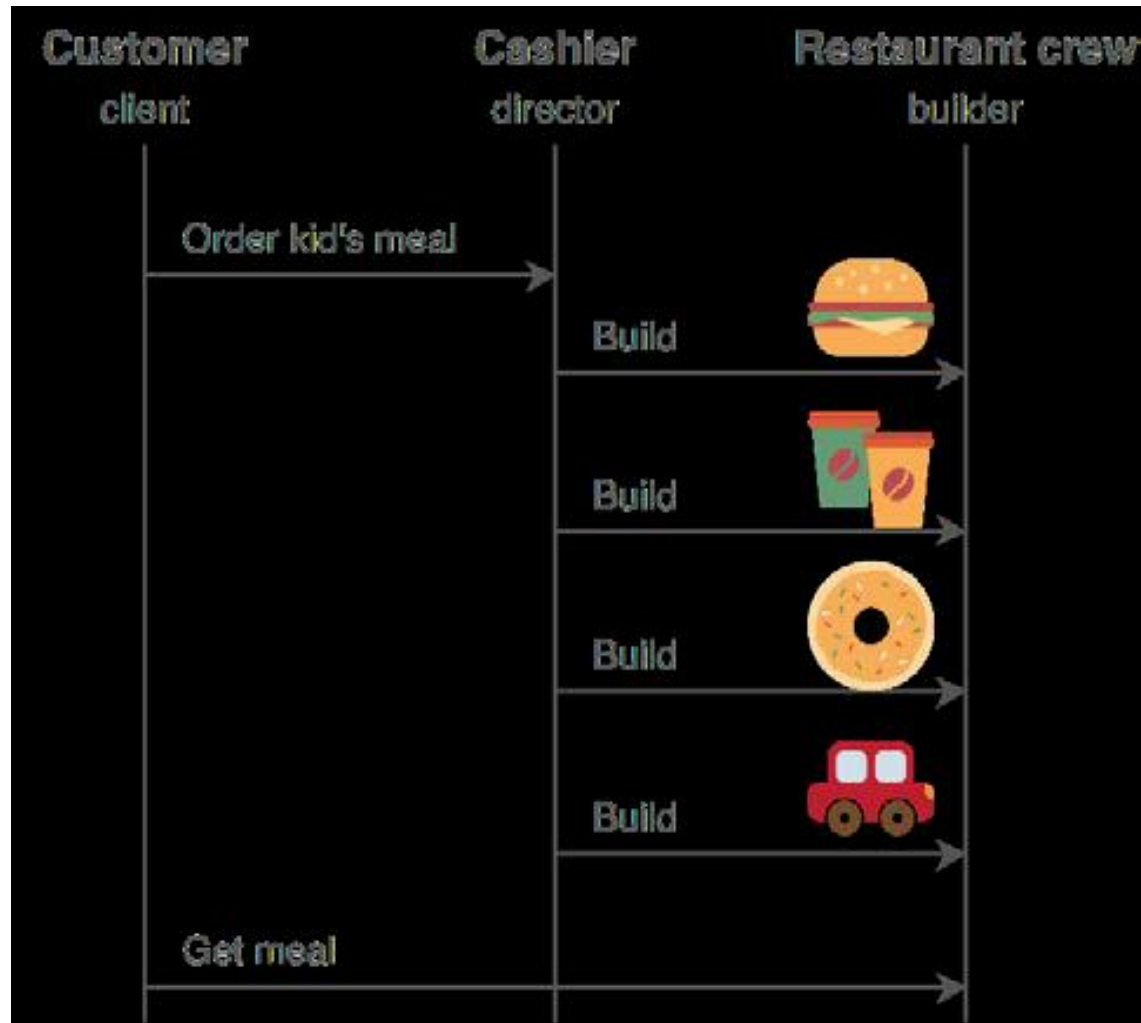 Customer
client
Cashier
director
Restaurant crew
builder
Order kid's meal
Build
Build
Build
Build
Get meal